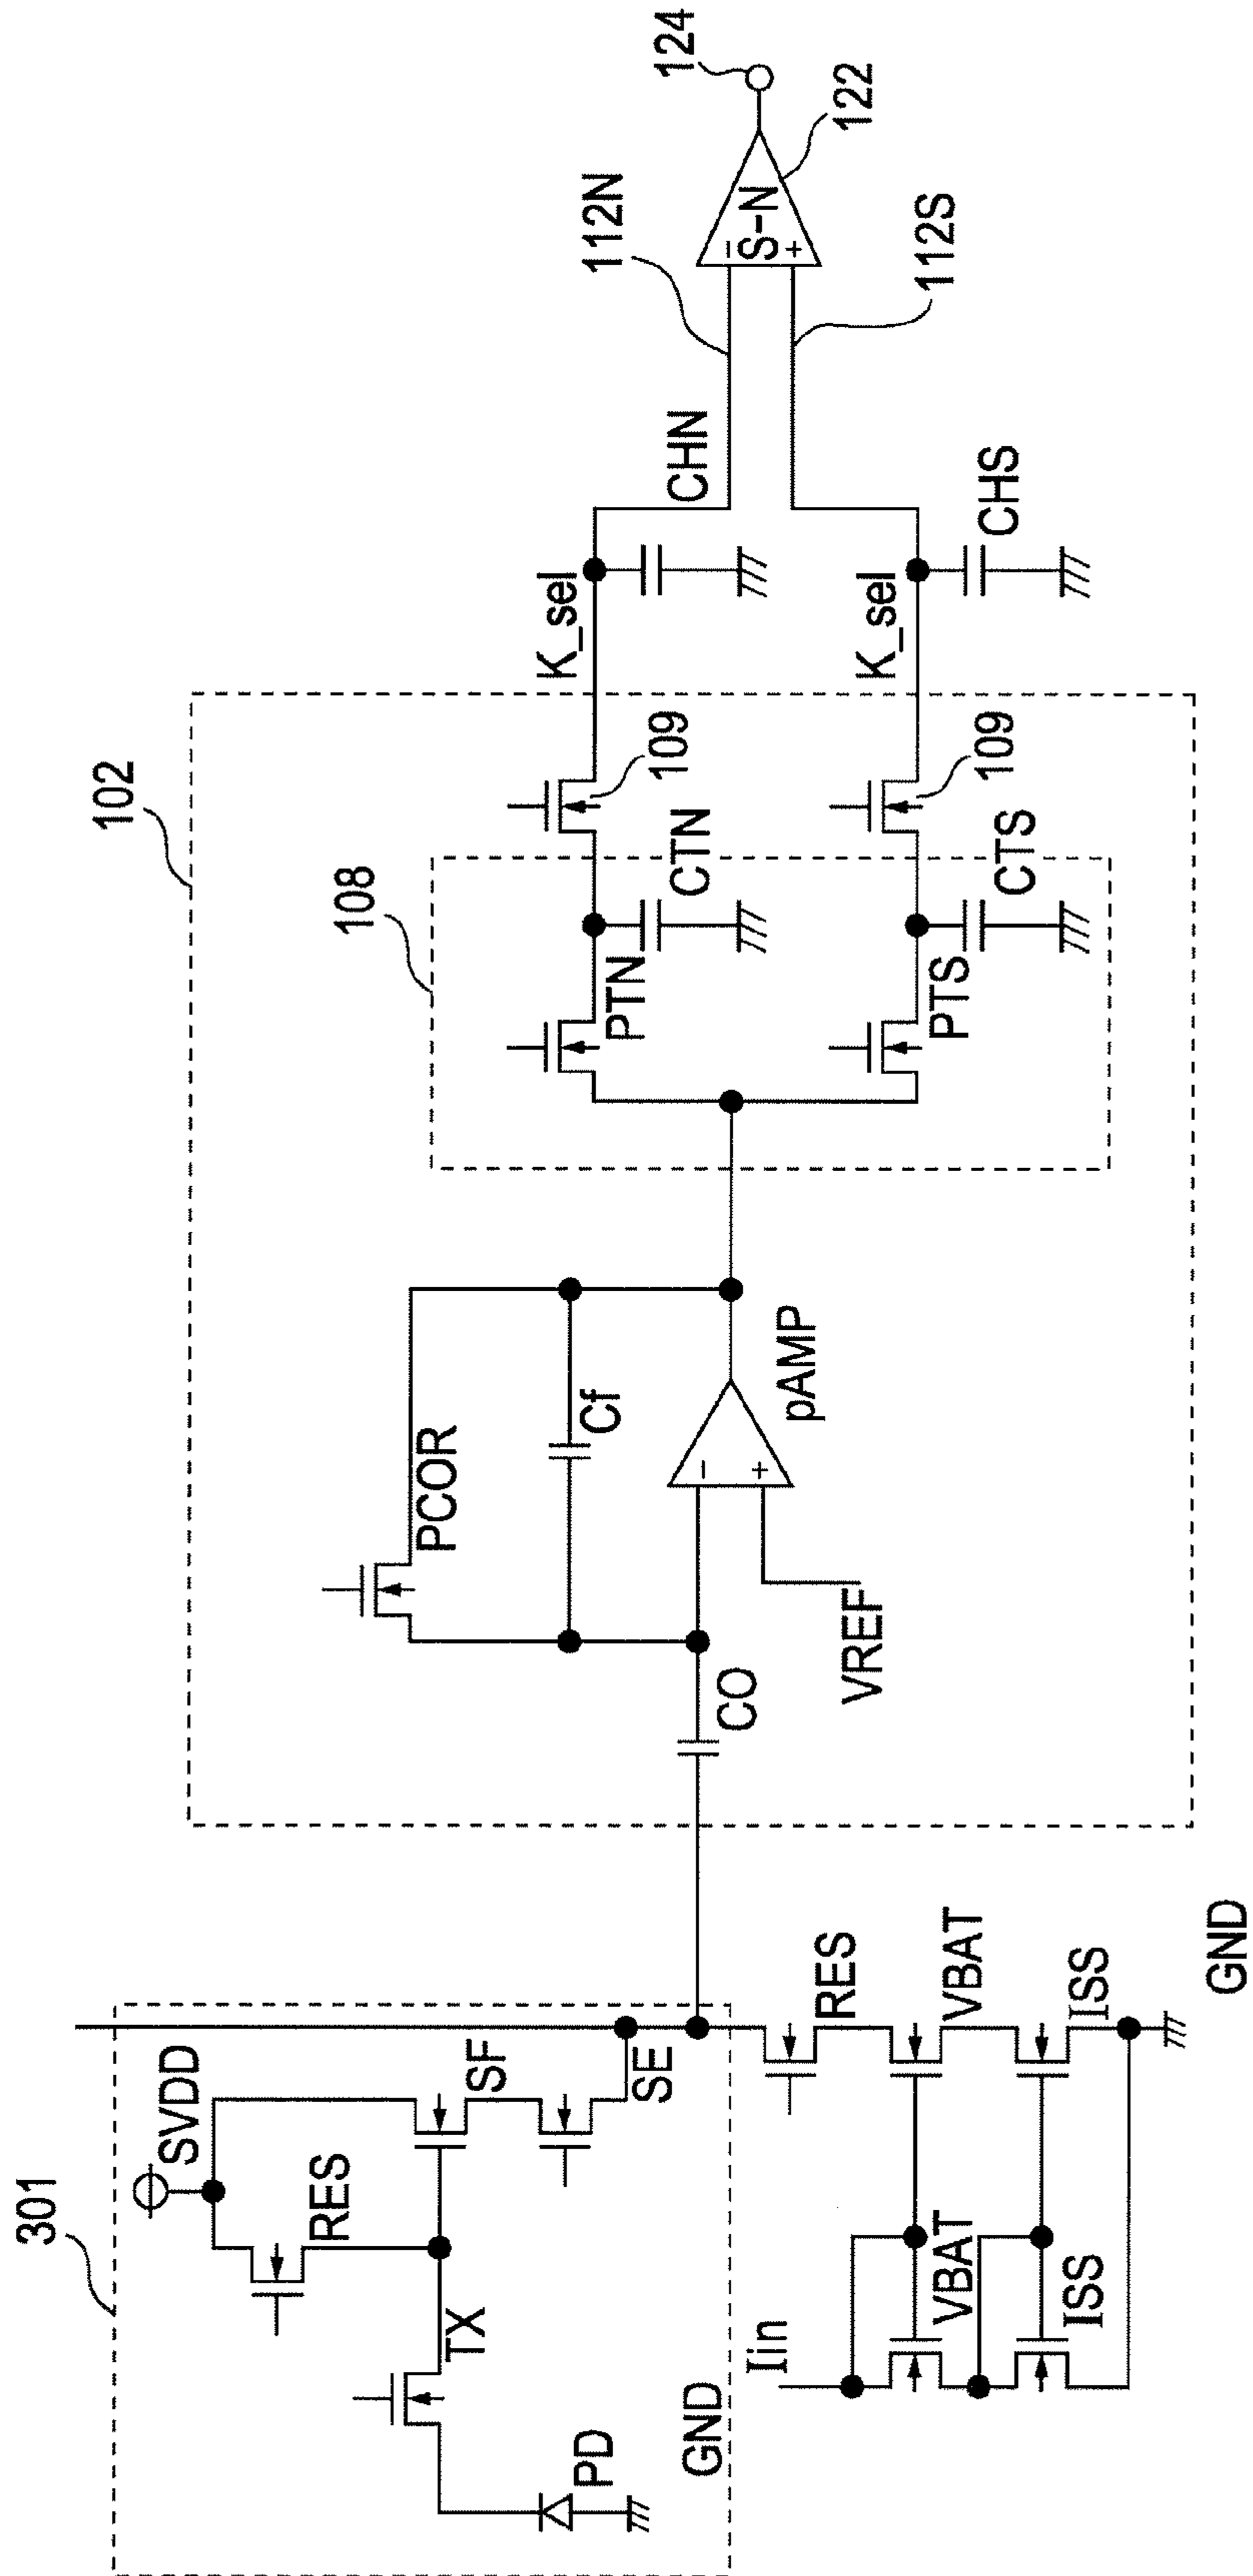 301
SVDD
RES
SF
TX
SE
PD
GND
Iin
VBAT
ISS
RES
VBAT
ISS
GND
102
PCOR
Cf
CO
pAMP
-
+
VREF
108
PTN
CTN
109
K_sel
CHN
PTS
CTS
109
K_sel
CHS
112N
112S
-
+
S-N
122
124